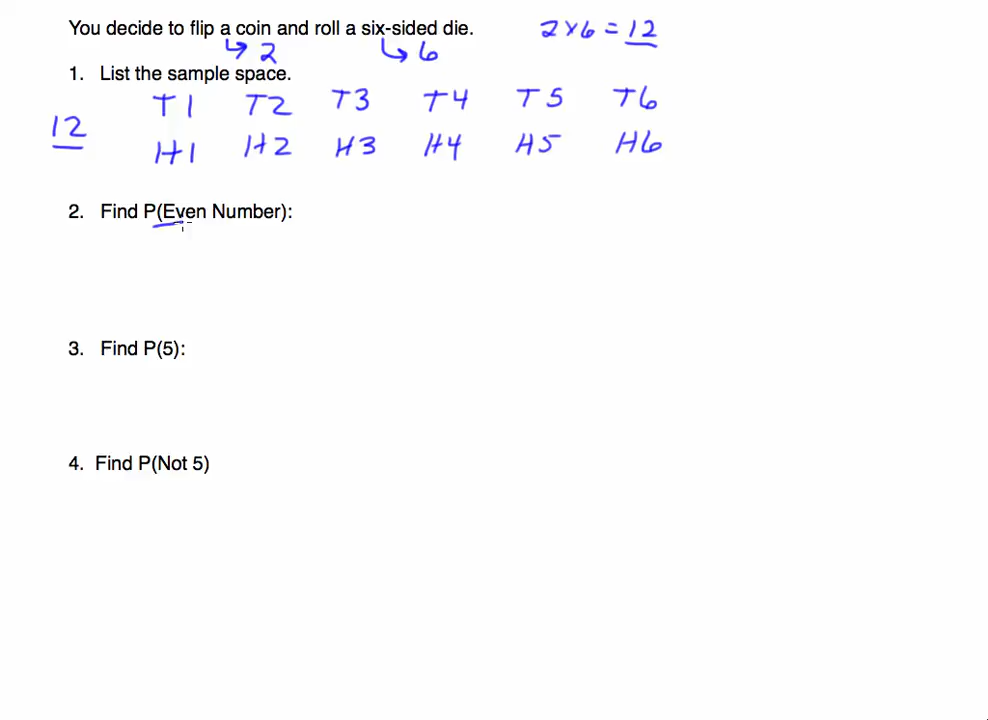 You decide to flip a coin and roll a six-sided die. 2 x 6 = 12
↳ 2 ↳ 6
1. List the sample space.
T1 T2 T3 T4 T5 T6
12
H1 H2 H3 H4 H5 H6
2. Find P(Even Number):
3. Find P(5):
4. Find P(Not 5)